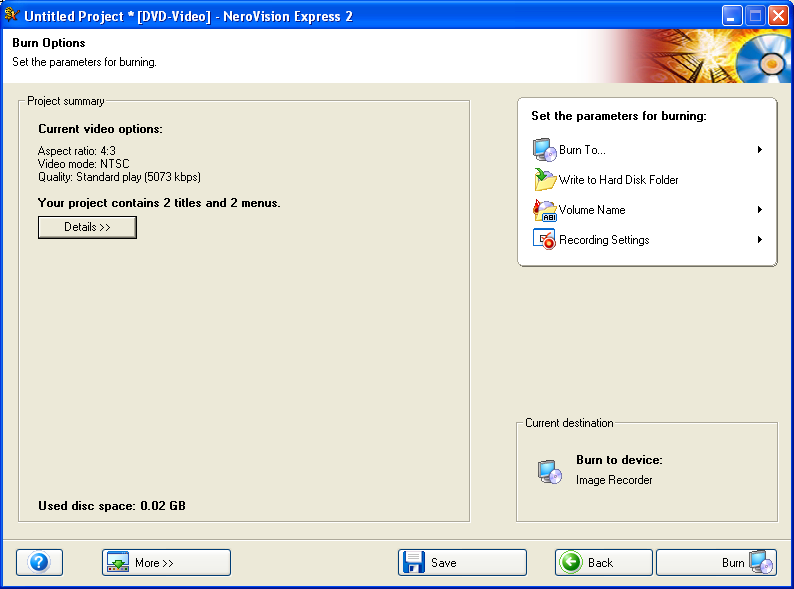 Untitled Project * [DVD-Video] - NeroVision Express 2
Burn Options
Set the parameters for burning.
Project summary
Current video options:
Aspect ratio: 4:3
Video mode: NTSC
Quality: Standard play (5073 kbps)
Your project contains 2 titles and 2 menus.
Details >>
Used disc space: 0.02 GB
Set the parameters for burning:
Burn To...
Write to Hard Disk Folder
ABI
Volume Name
Recording Settings
Current destination
Burn to device:
Image Recorder
?
More >>
Save
Back
Burn